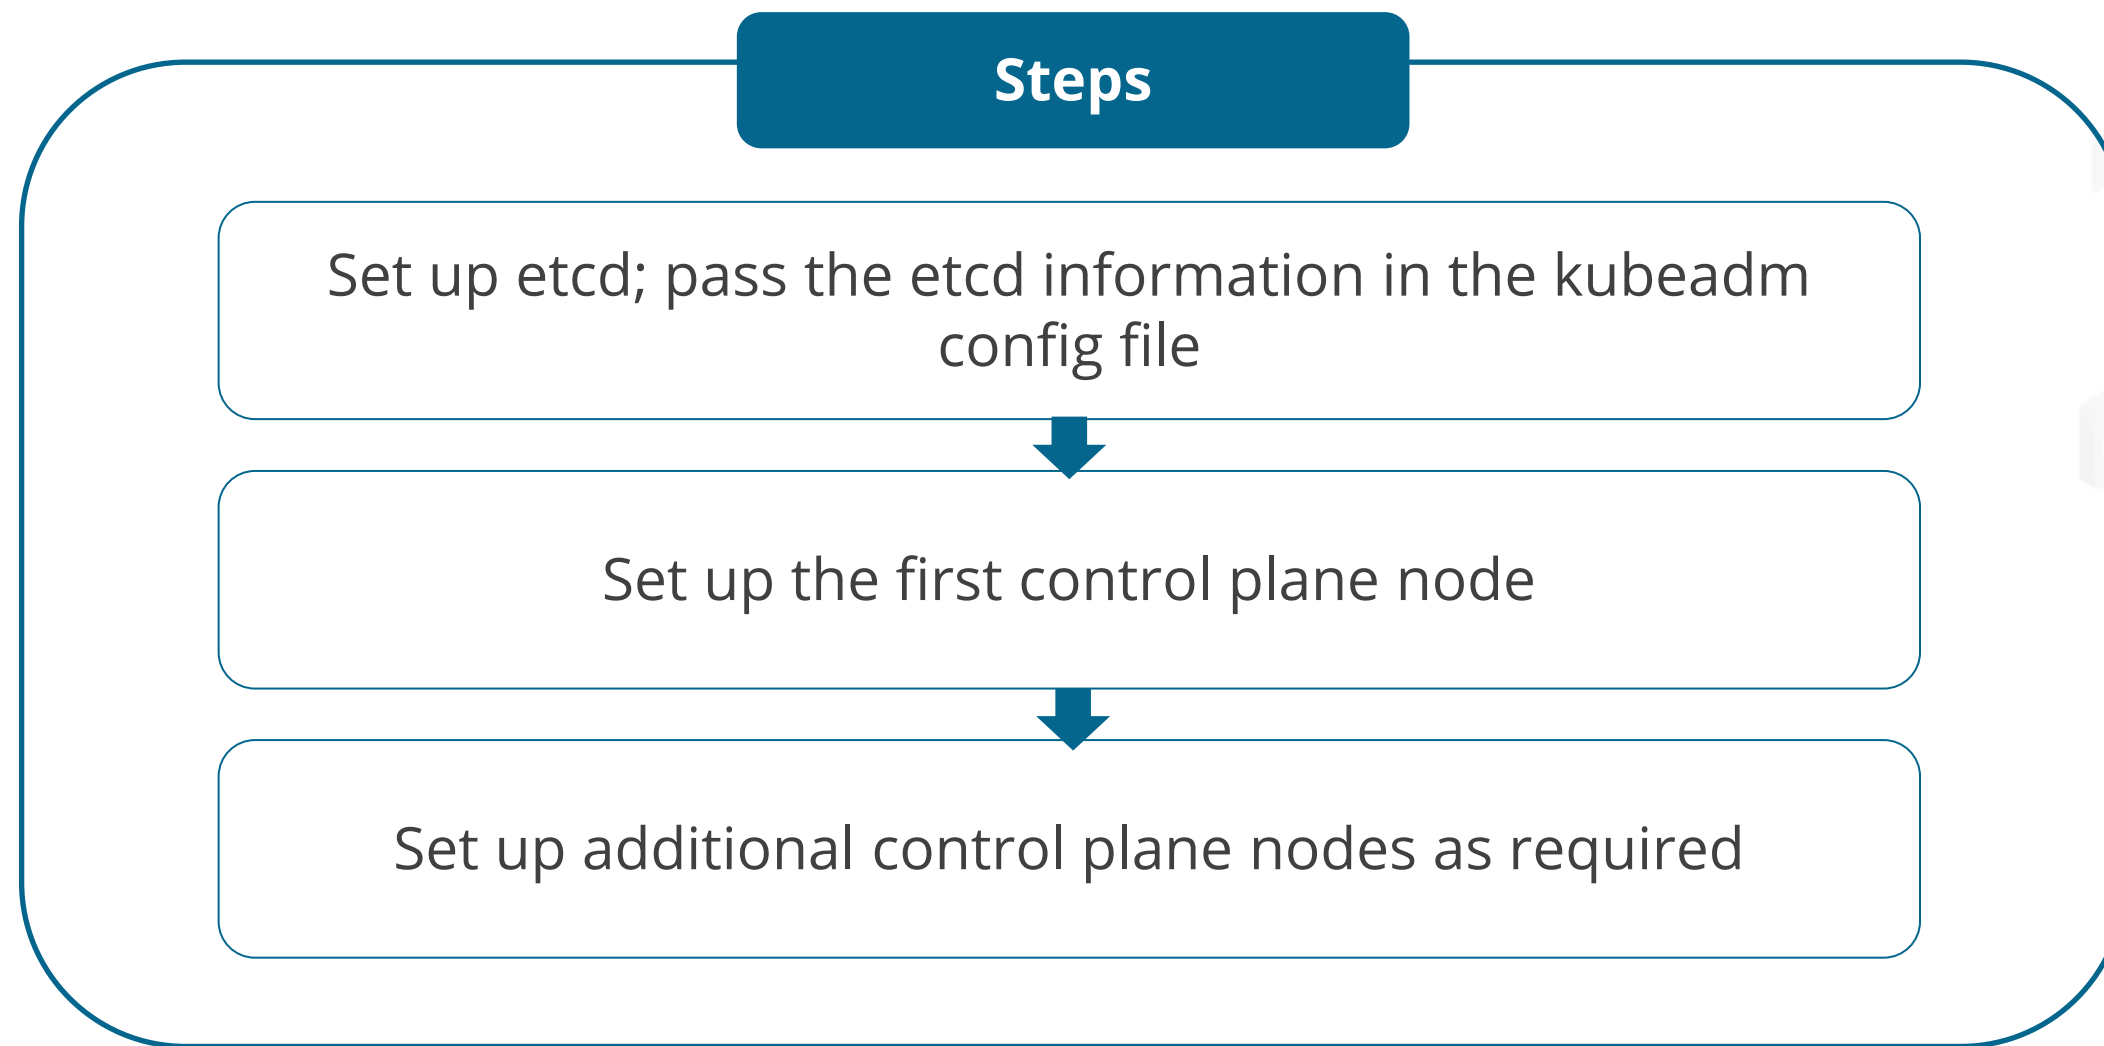 Steps
Set up etcd; pass the etcd information in the kubeadm
config file
Set up the first control plane node
Set up additional control plane nodes as required